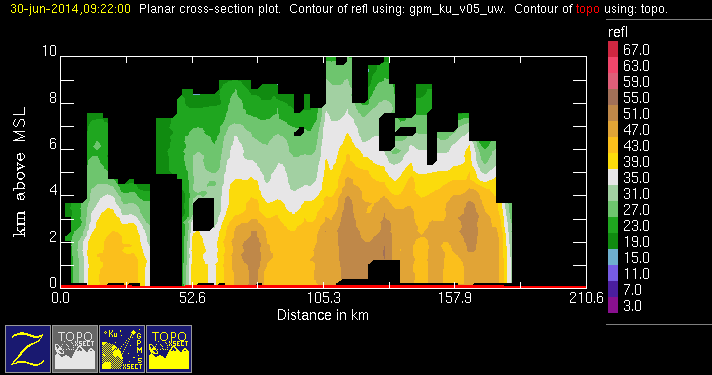 30-jun-2014,09:22:00 Planar cross-section plot. Contour of refl using: gpm_ku_v05_uw. Contour of topo using: topo.
refl
67.0
63.0
59.0
55.0
51.0
47.0
43.0
39.0
35.0
31.0
27.0
23.0
19.0
15.0
11.0
7.0
3.0
km above MSL
10
8
6
4
2
0
0.0 52.6 105.3 157.9 210.6
Distance in km
Z
TOPO
XSECT
"Ku"
GPM
XSECT
TOPO
XSECT